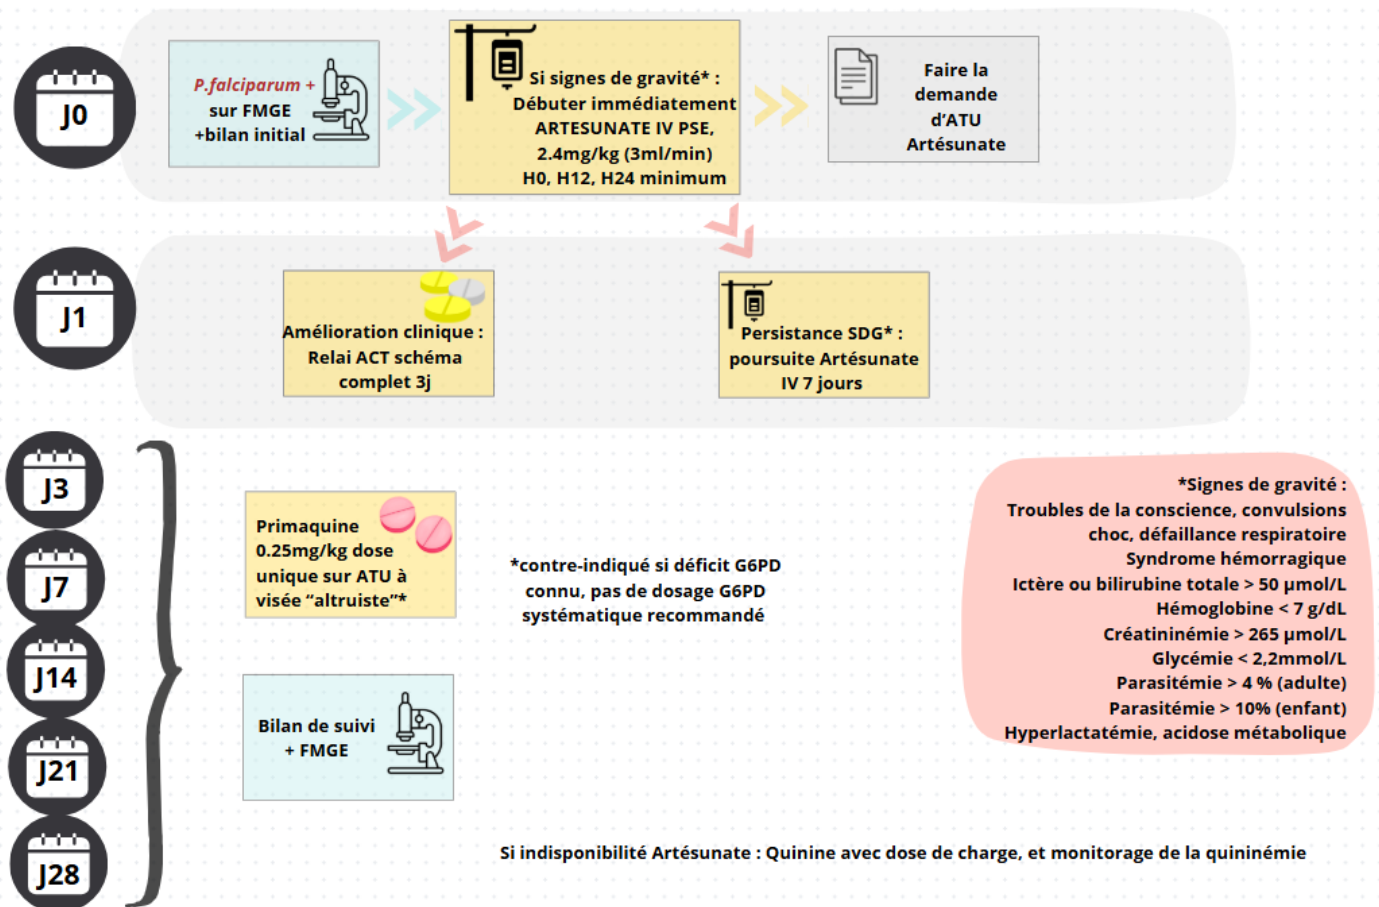 J0
P.falciparum +
sur FMGE
+bilan initial
Si signes de gravité* :
Débuter immédiatement
ARTESUNATE IV PSE,
2.4mg/kg (3ml/min)
H0, H12, H24 minimum
Faire la
demande
d'ATU
Artésunate
J1
Amélioration clinique :
Relai ACT schéma
complet 3j
Persistance SDG* :
poursuite Artésunate
IV 7 jours
J3
J7
J14
J21
J28
Primaquine
0.25mg/kg dose
unique sur ATU à
visée “altruiste”*
*contre-indiqué si déficit G6PD
connu, pas de dosage G6PD
systématique recommandé
Bilan de suivi
+ FMGE
*Signes de gravité :
Troubles de la conscience, convulsions
choc, défaillance respiratoire
Syndrome hémorragique
Ictère ou bilirubine totale > 50 µmol/L
Hémoglobine < 7 g/dL
Créatininémie > 265 µmol/L
Glycémie < 2,2mmol/L
Parasitémie > 4 % (adulte)
Parasitémie > 10% (enfant)
Hyperlactatémie, acidose métabolique
Si indisponibilité Artésunate : Quinine avec dose de charge, et monitorage de la quininémie